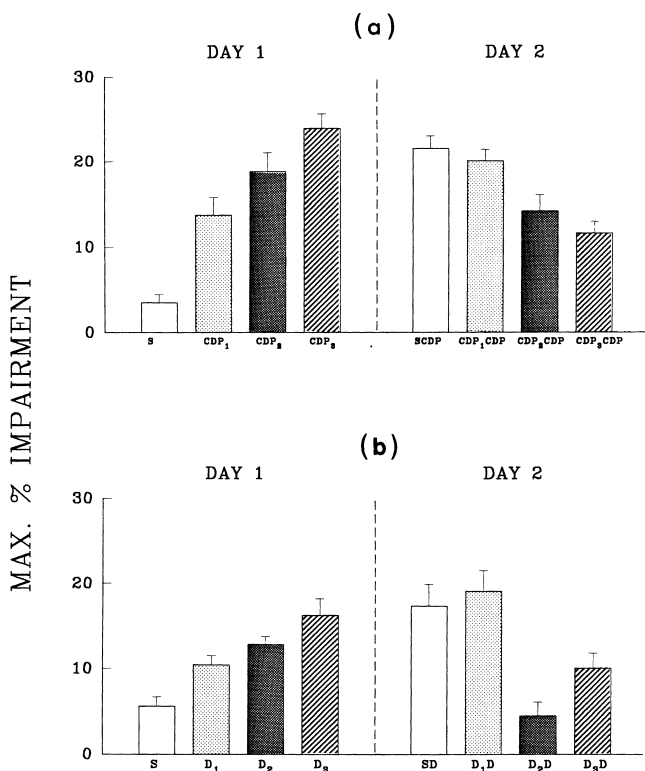 (a)
DAY 1 DAY 2
30
20
10
0
S CDP₁ CDP₂ CDP₃ SCDP CDP₁CDP CDP₂CDP CDP₃CDP
MAX. % IMPAIRMENT
(b)
DAY 1 DAY 2
30
20
10
0
S D₁ D₂ D₃ SD D₁D D₂D D₃D